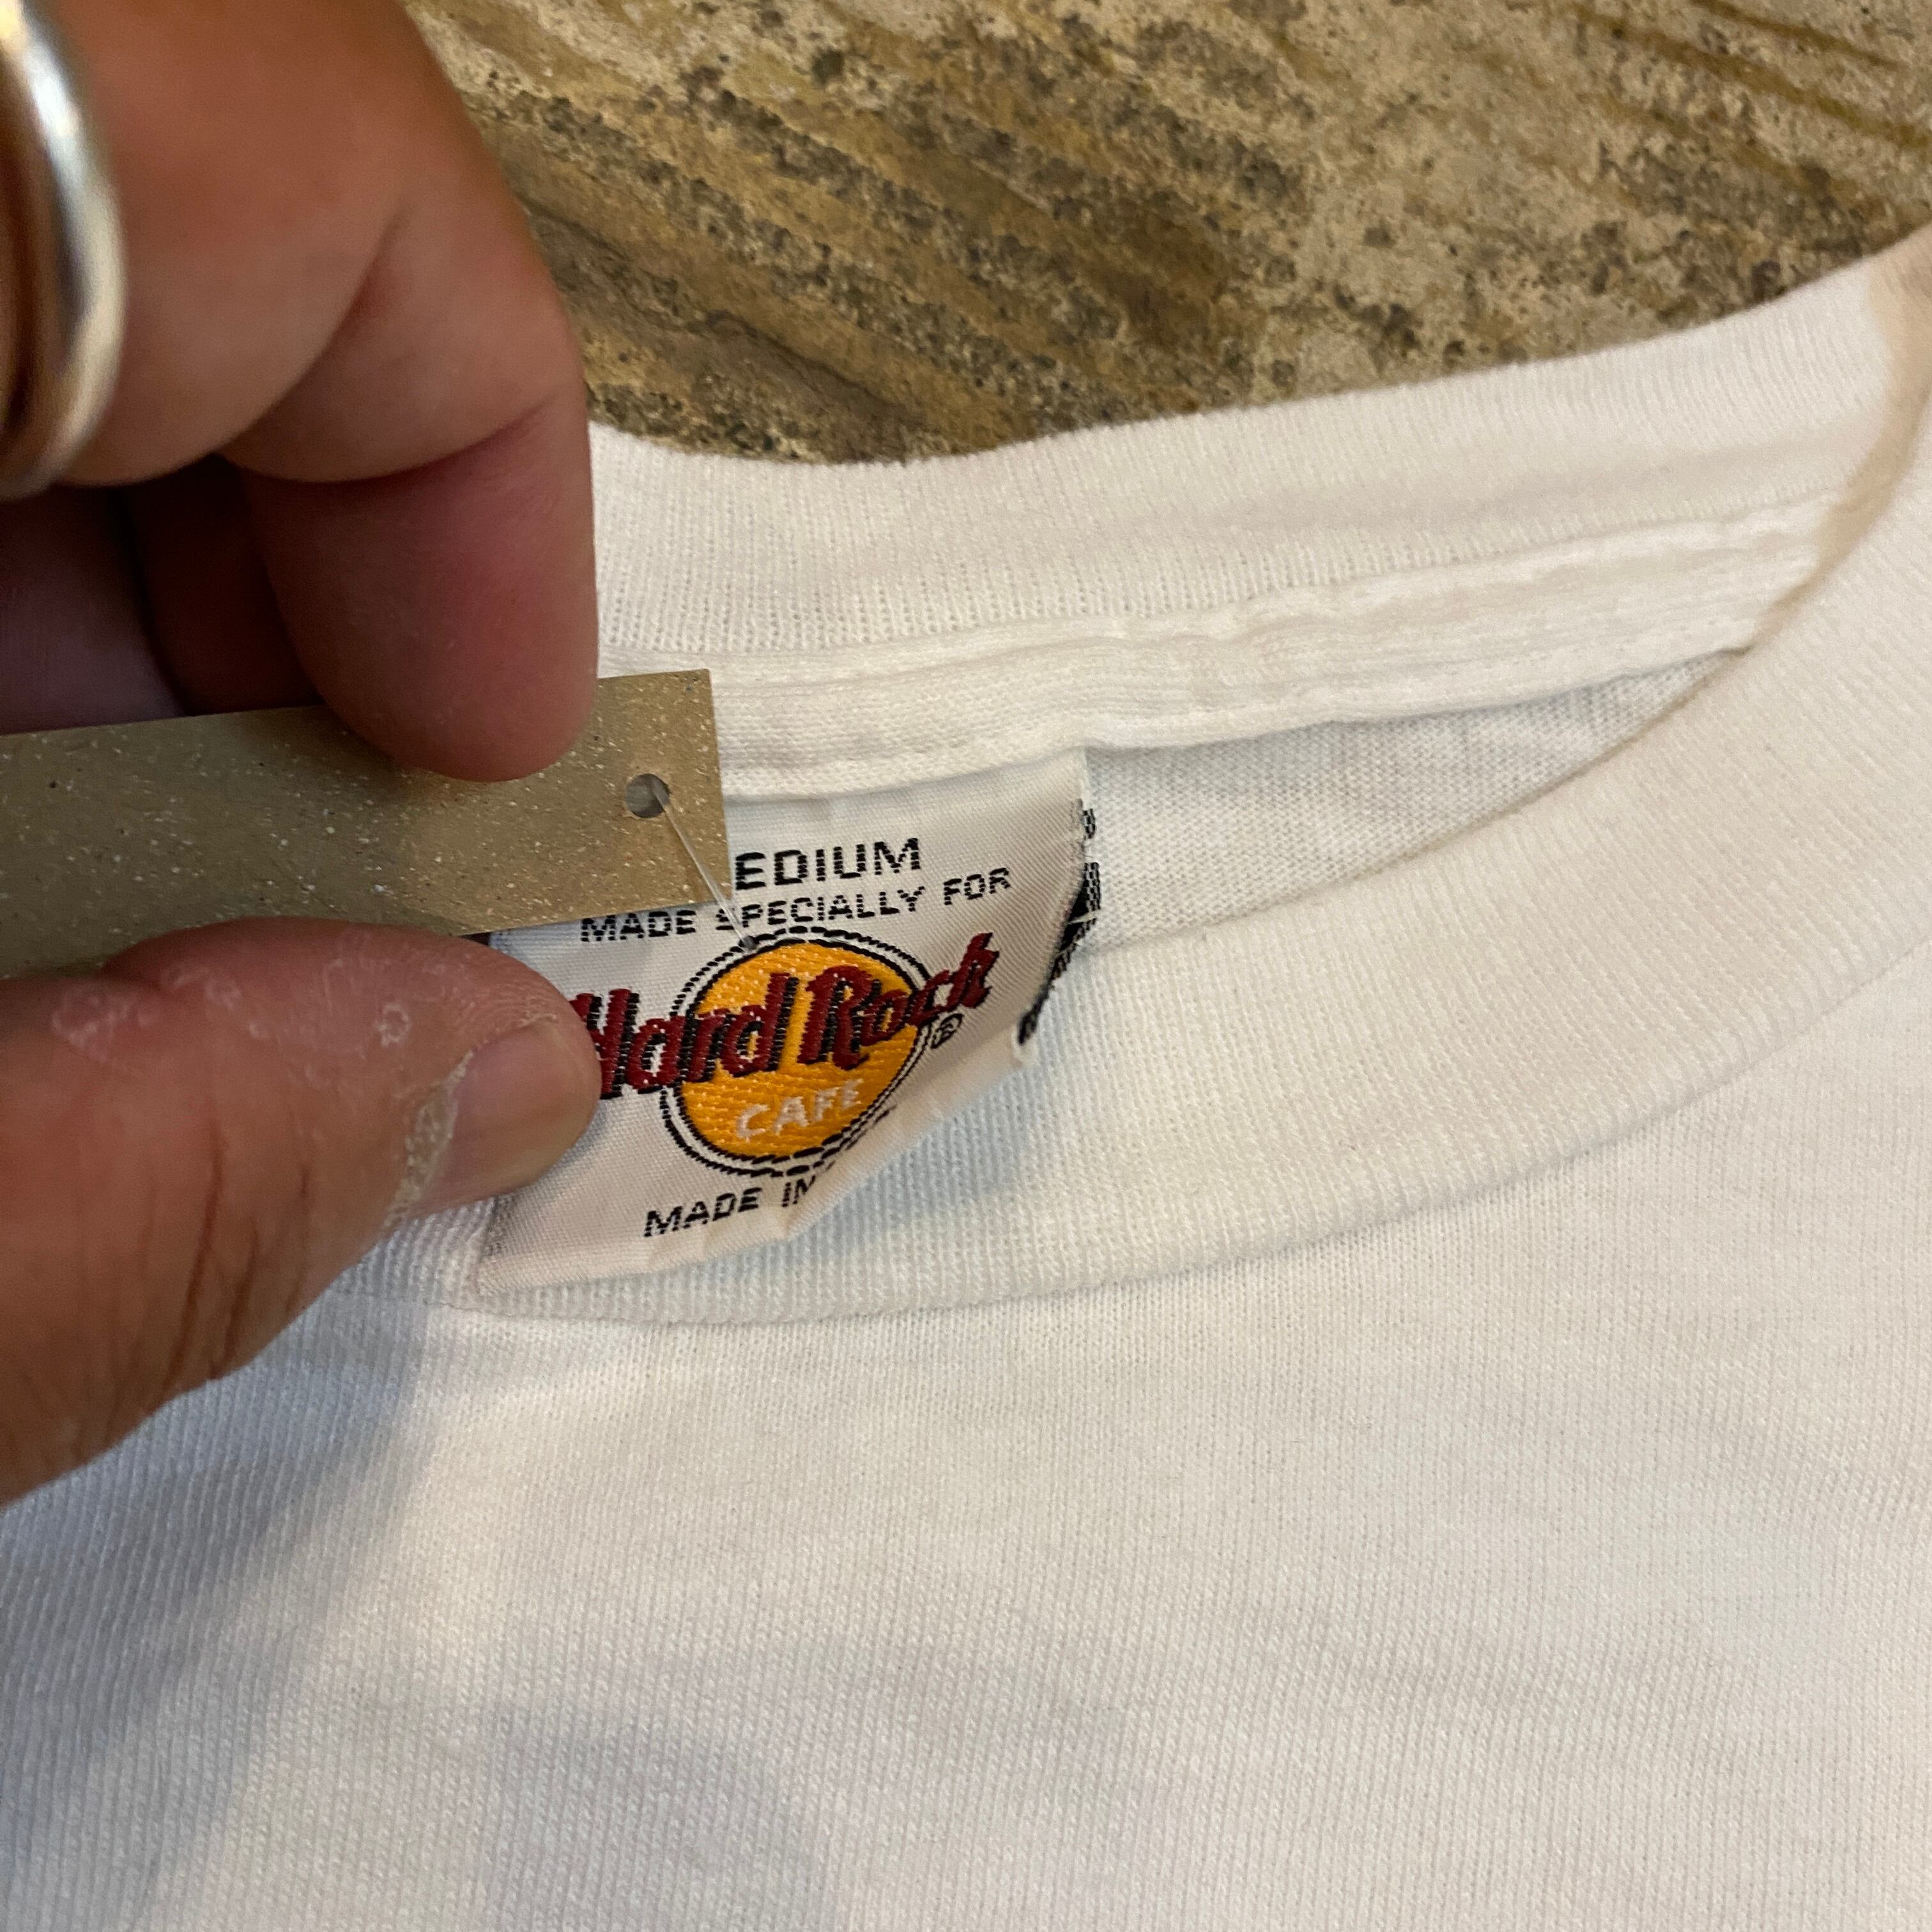 EDIUM
MADE SPECIALLY FOR
Hard Rock ®
CAFE
MADE IN